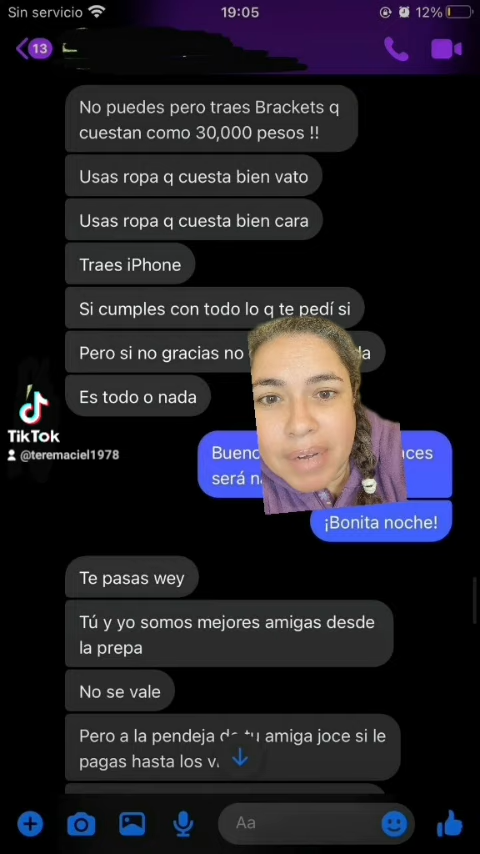 Sin servicio
19:05
12%
13
No puedes pero traes Brackets q
cuestan como 30,000 pesos !!
Usas ropa q cuesta bien vato
Usas ropa q cuesta bien cara
Traes iPhone
Si cumples con todo lo q te pedí si
Pero si no gracias no
Es todo o nada
TikTok
@teremaciel1978
será
¡Bonita noche!
Te pasas wey
Tú y yo somos mejores amigas desde
la prepa
No se vale
Pero a la pendeja de tu amiga joce si le
pagas hasta los
Aa